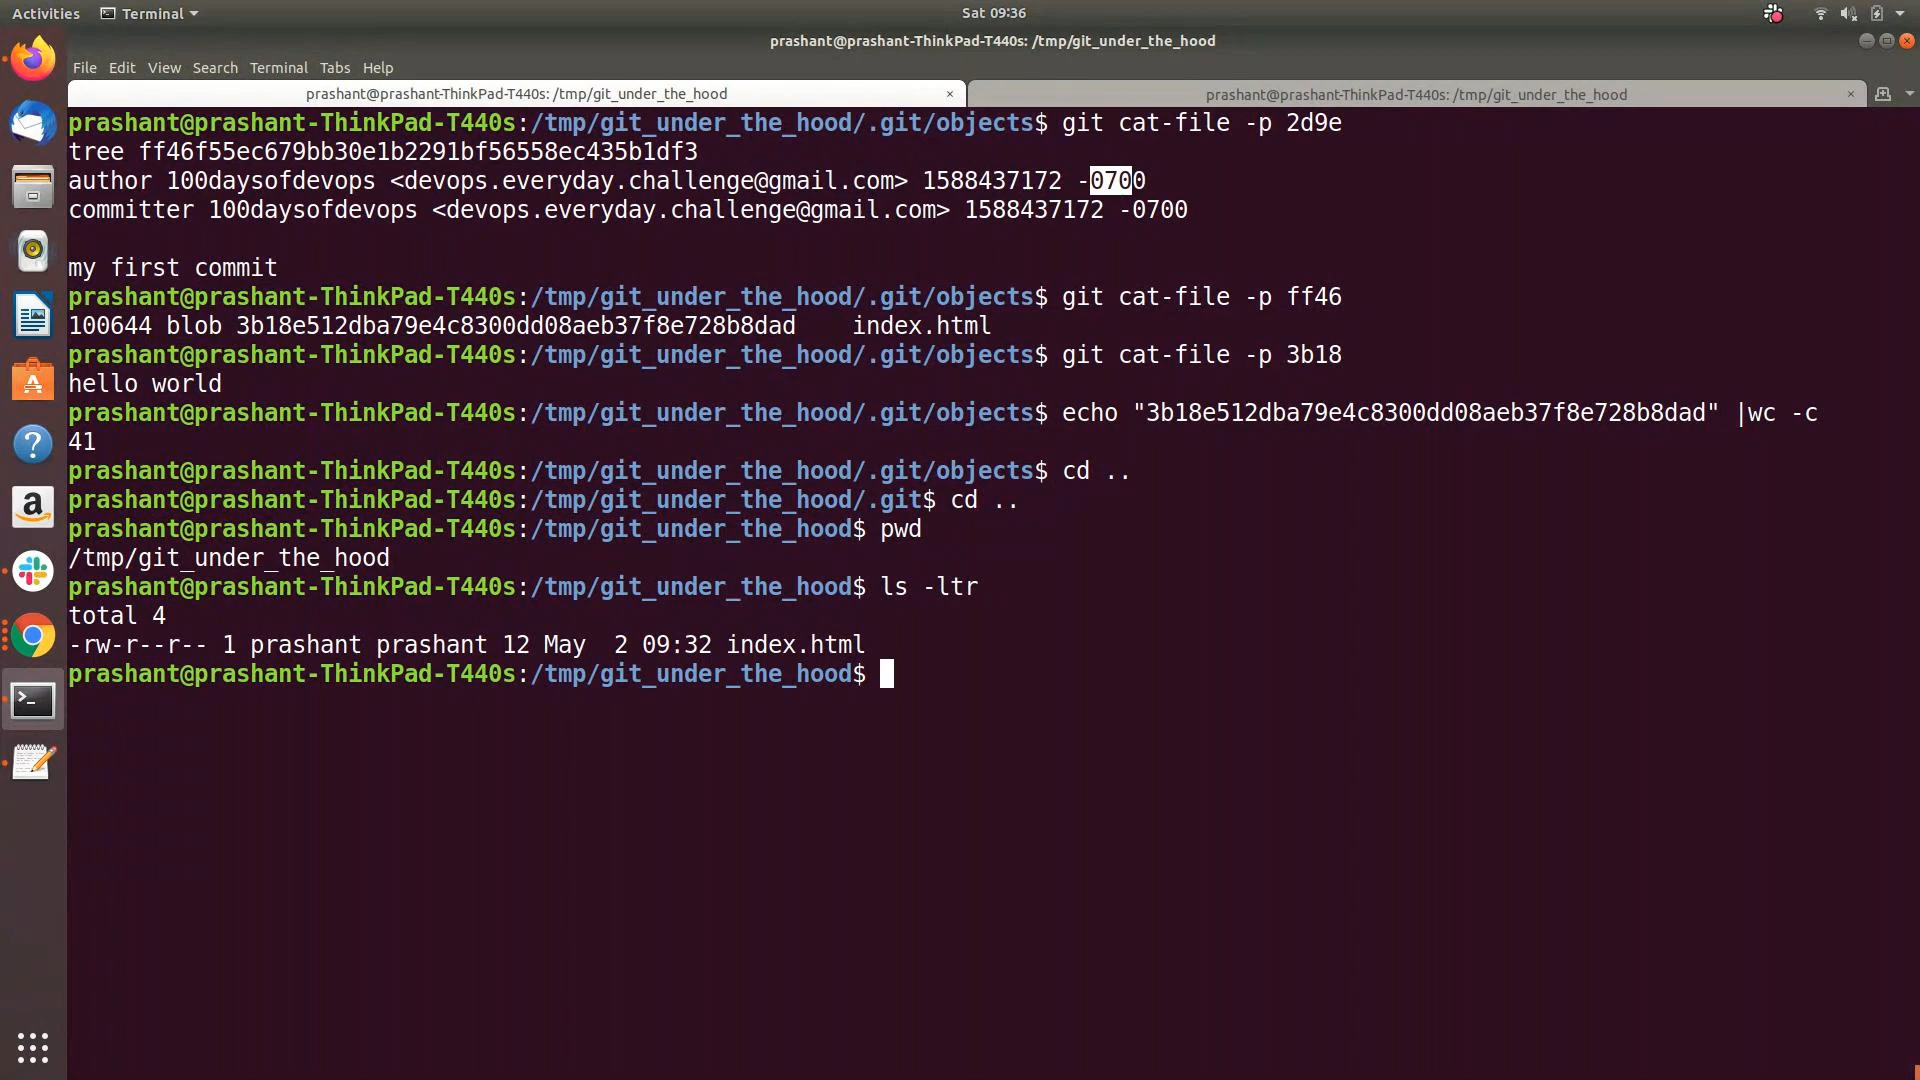 Activities Terminal Sat 09:36
prashant@prashant-ThinkPad-T440s: /tmp/git_under_the_hood
File Edit View Search Terminal Tabs Help
prashant@prashant-ThinkPad-T440s: /tmp/git_under_the_hood × prashant@prashant-ThinkPad-T440s: /tmp/git_under_the_hood ×
prashant@prashant-ThinkPad-T440s:/tmp/git_under_the_hood/.git/objects$ git cat-file -p 2d9e
tree ff46f55ec679bb30e1b2291bf56558ec435b1df3
author 100daysofdevops <devops.everyday.challenge@gmail.com> 1588437172 -0700
committer 100daysofdevops <devops.everyday.challenge@gmail.com> 1588437172 -0700
my first commit
prashant@prashant-ThinkPad-T440s:/tmp/git_under_the_hood/.git/objects$ git cat-file -p ff46
100644 blob 3b18e512dba79e4c8300dd08aeb37f8e728b8dad    index.html
prashant@prashant-ThinkPad-T440s:/tmp/git_under_the_hood/.git/objects$ git cat-file -p 3b18
hello world
prashant@prashant-ThinkPad-T440s:/tmp/git_under_the_hood/.git/objects$ echo "3b18e512dba79e4c8300dd08aeb37f8e728b8dad" |wc -c
41
prashant@prashant-ThinkPad-T440s:/tmp/git_under_the_hood/.git/objects$ cd ..
prashant@prashant-ThinkPad-T440s:/tmp/git_under_the_hood/.git$ cd ..
prashant@prashant-ThinkPad-T440s:/tmp/git_under_the_hood$ pwd
/tmp/git_under_the_hood
prashant@prashant-ThinkPad-T440s:/tmp/git_under_the_hood$ ls -ltr
total 4
-rw-r--r-- 1 prashant prashant 12 May  2 09:32 index.html
prashant@prashant-ThinkPad-T440s:/tmp/git_under_the_hood$